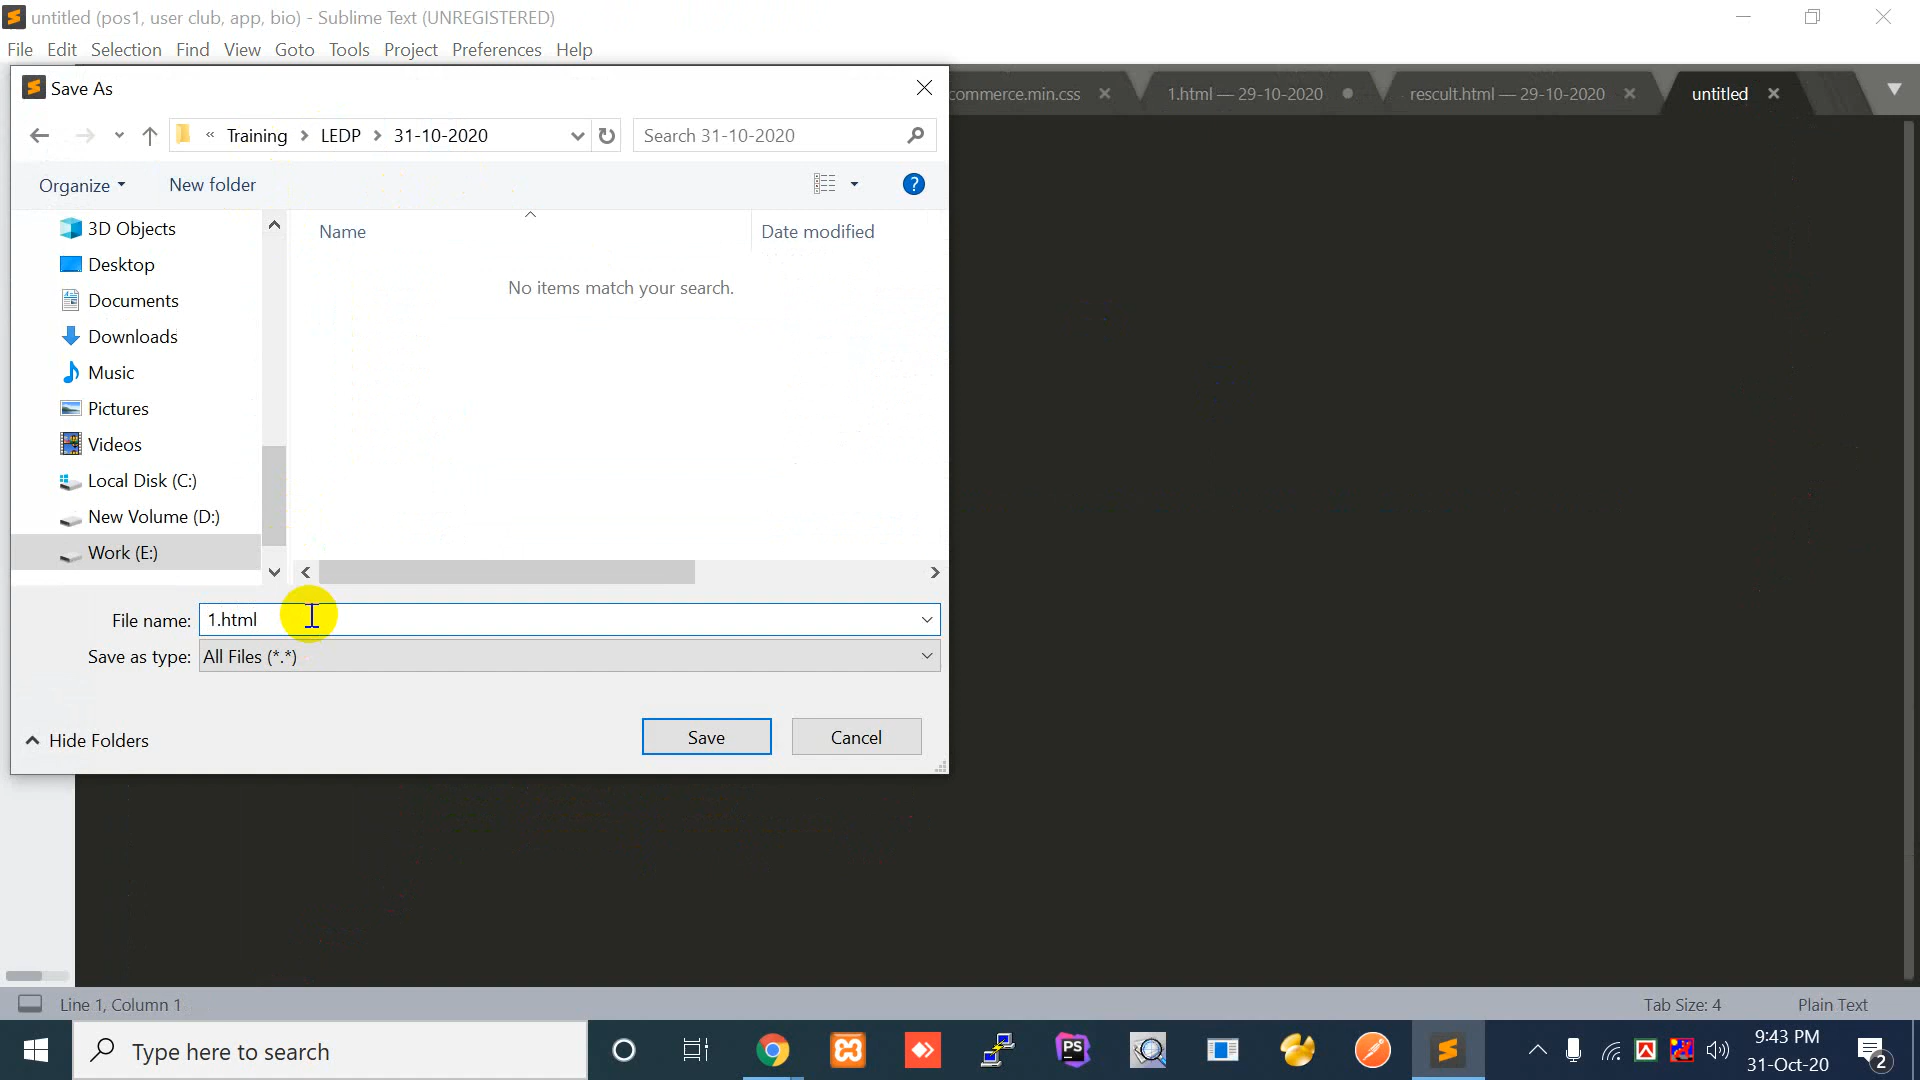 untitled (pos1, user club, app, bio) - Sublime Text (UNREGISTERED)
File Edit Selection Find View Goto Tools Project Preferences Help
Save As
commerce.min.css
1.html — 29-10-2020
rescult.html — 29-10-2020
untitled
« Training > LEDP > 31-10-2020
Search 31-10-2020
Organize
New folder
?
Name
Date modified
No items match your search.
3D Objects
Desktop
Documents
Downloads
Music
Pictures
Videos
Local Disk (C:)
New Volume (D:)
Work (E:)
File name: 1.html
Save as type: All Files (*.*)
Hide Folders
Save
Cancel
Line 1, Column 1
Tab Size: 4
Plain Text
Type here to search
PS
9:43 PM
31-Oct-20
2